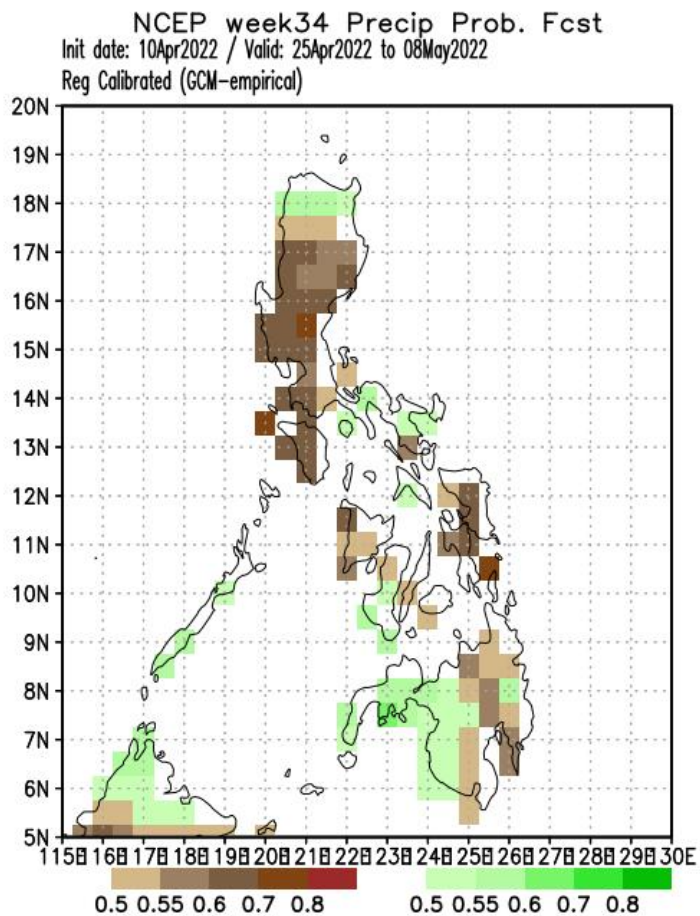 NCEP week34 Precip Prob. Fcst
Init date: 10Apr2022 / Valid: 25Apr2022 to 08May2022
Reg Calibrated (GCM-empirical)
20N
19N
18N
17N
16N
15N
14N
13N
12N
11N
10N
9N
8N
7N
6N
5N
0.5 0.55 0.6 0.7 0.8 0.5 0.55 0.6 0.7 0.8